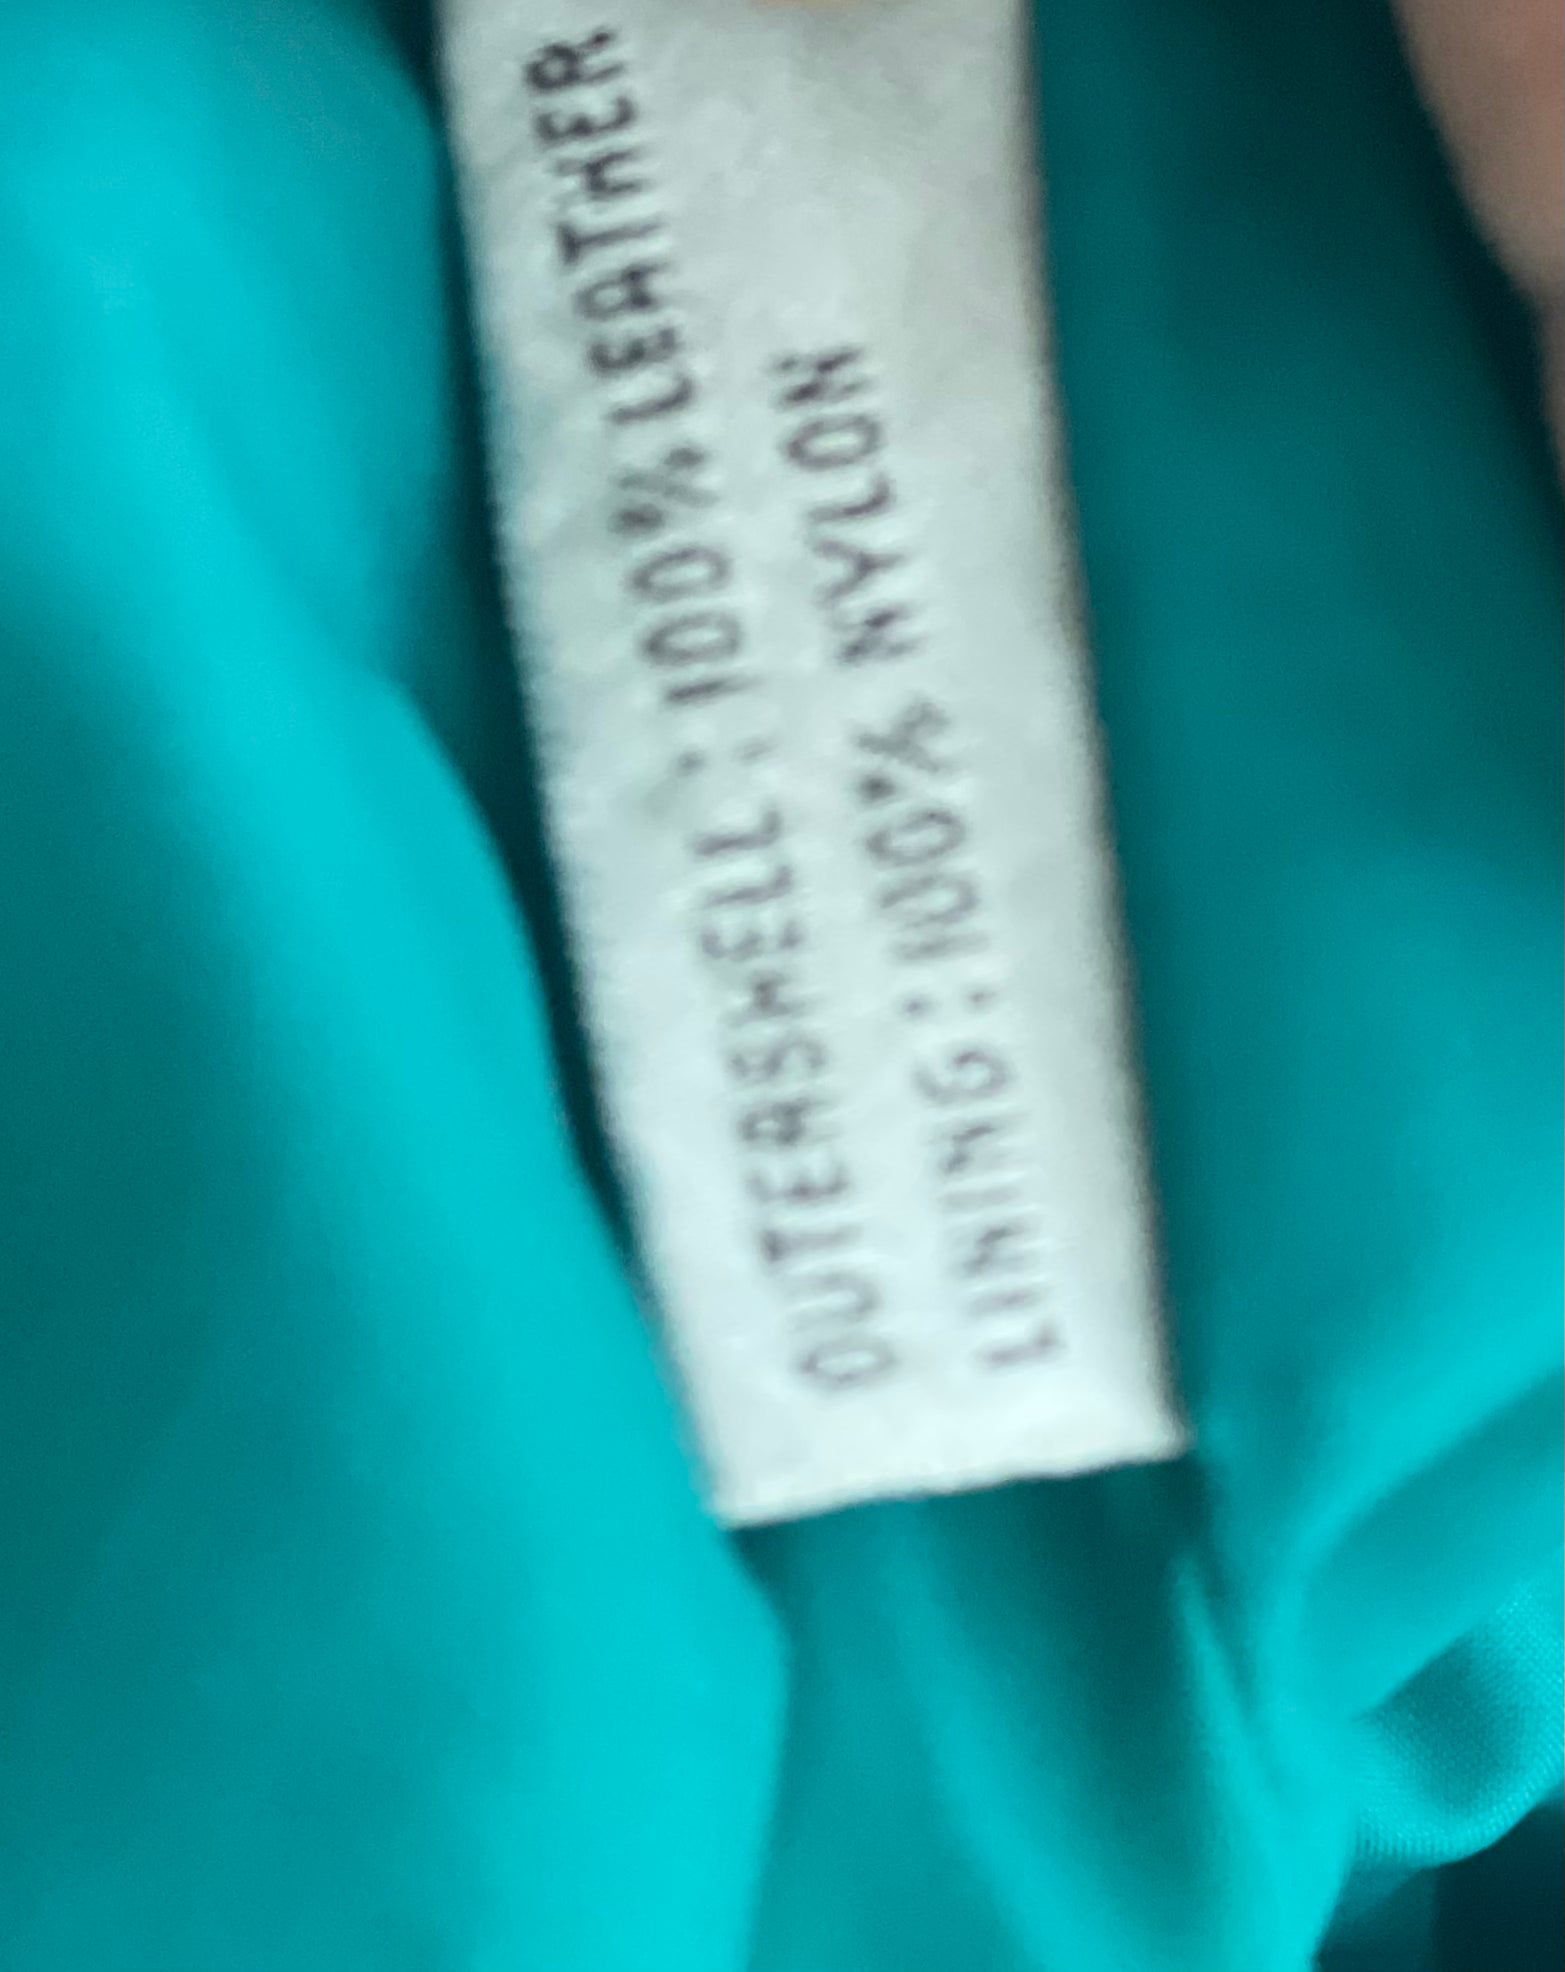 OUTERSHELL : 100% LEATHER
LINING : 100% NYLON